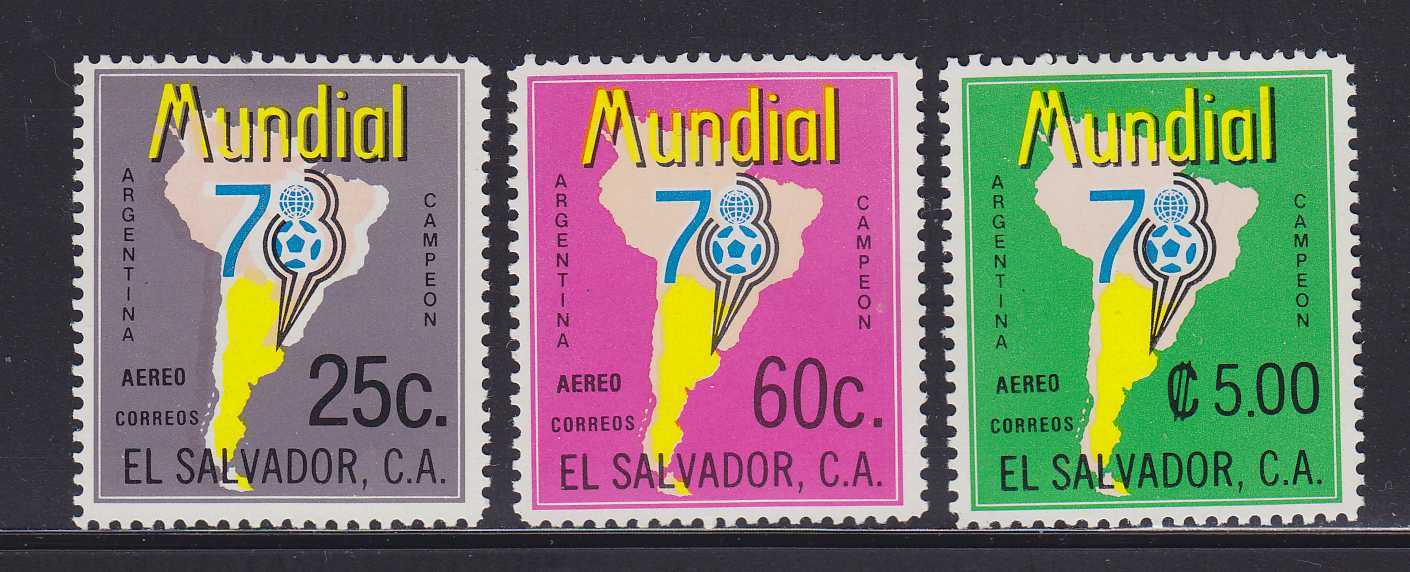 Mundial
78
ARGENTINA
CAMPEON
AEREO
CORREOS
25c.
EL SALVADOR, C.A.
Mundial
78
ARGENTINA
CAMPEON
AEREO
CORREOS
60c.
EL SALVADOR, C.A.
Mundial
78
ARGENTINA
CAMPEON
AEREO
CORREOS
₡ 5.00
EL SALVADOR, C.A.